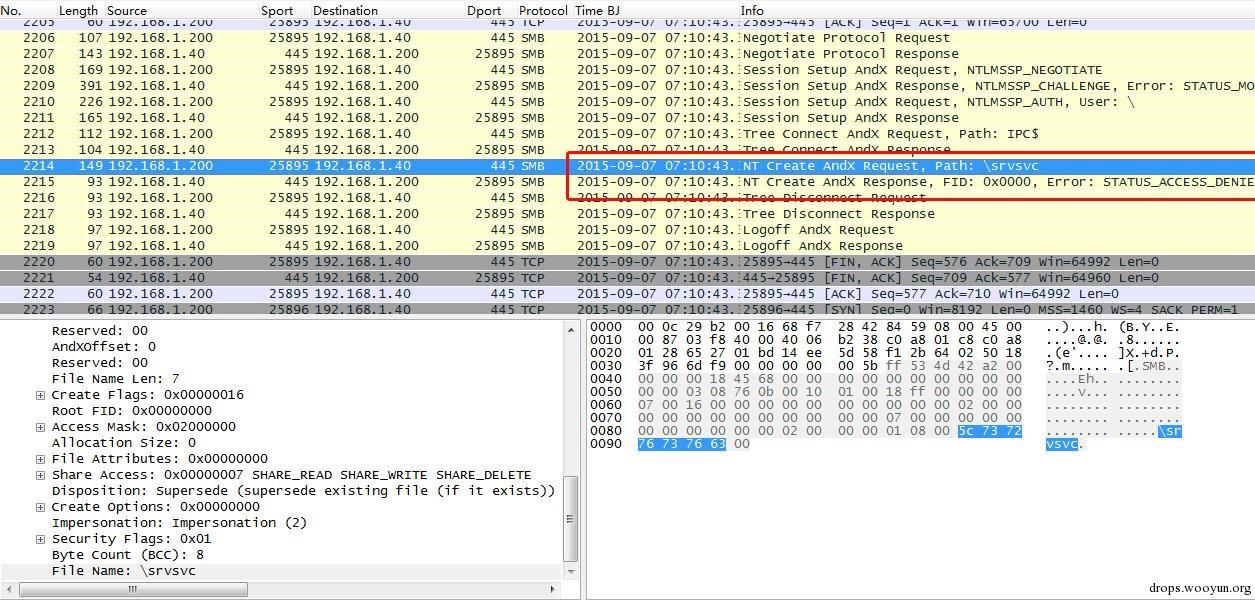 No. Length Source Sport Destination Dport Protocol Time BJ Info
2205 60 192.168.1.200 25895 192.168.1.40 445 TCP 2015-09-07 07:10:43. 25895→445 [ACK] Seq=1 Ack=1 Win=65700 Len=0
2206 107 192.168.1.200 25895 192.168.1.40 445 SMB 2015-09-07 07:10:43. Negotiate Protocol Request
2207 143 192.168.1.40 445 192.168.1.200 25895 SMB 2015-09-07 07:10:43. Negotiate Protocol Response
2208 169 192.168.1.200 25895 192.168.1.40 445 SMB 2015-09-07 07:10:43. Session Setup AndX Request, NTLMSSP_NEGOTIATE
2209 391 192.168.1.40 445 192.168.1.200 25895 SMB 2015-09-07 07:10:43. Session Setup AndX Response, NTLMSSP_CHALLENGE, Error: STATUS_MO
2210 226 192.168.1.200 25895 192.168.1.40 445 SMB 2015-09-07 07:10:43. Session Setup AndX Request, NTLMSSP_AUTH, User: \
2211 165 192.168.1.40 445 192.168.1.200 25895 SMB 2015-09-07 07:10:43. Session Setup AndX Response
2212 112 192.168.1.200 25895 192.168.1.40 445 SMB 2015-09-07 07:10:43. Tree Connect AndX Request, Path: IPC$
2213 104 192.168.1.40 445 192.168.1.200 25895 SMB 2015-09-07 07:10:43. Tree Connect AndX Response
2214 149 192.168.1.200 25895 192.168.1.40 445 SMB 2015-09-07 07:10:43. NT Create AndX Request, Path: \srvsvc
2215 93 192.168.1.40 445 192.168.1.200 25895 SMB 2015-09-07 07:10:43. NT Create AndX Response, FID: 0x0000, Error: STATUS_ACCESS_DENIE
2216 93 192.168.1.200 25895 192.168.1.40 445 SMB 2015-09-07 07:10:43. Tree Disconnect Request
2217 93 192.168.1.40 445 192.168.1.200 25895 SMB 2015-09-07 07:10:43. Tree Disconnect Response
2218 97 192.168.1.200 25895 192.168.1.40 445 SMB 2015-09-07 07:10:43. Logoff AndX Request
2219 97 192.168.1.40 445 192.168.1.200 25895 SMB 2015-09-07 07:10:43. Logoff AndX Response
2220 60 192.168.1.200 25895 192.168.1.40 445 TCP 2015-09-07 07:10:43. 25895→445 [FIN, ACK] Seq=576 Ack=709 Win=64992 Len=0
2221 54 192.168.1.40 445 192.168.1.200 25895 TCP 2015-09-07 07:10:43. 445→25895 [FIN, ACK] Seq=709 Ack=577 Win=64960 Len=0
2222 60 192.168.1.200 25895 192.168.1.40 445 TCP 2015-09-07 07:10:43. 25895→445 [ACK] Seq=577 Ack=710 Win=64992 Len=0
2223 66 192.168.1.200 25896 192.168.1.40 445 TCP 2015-09-07 07:10:43. 25896→445 [SYN] Seq=0 Win=8192 Len=0 MSS=1460 WS=4 SACK_PERM=1
Reserved: 00
AndXOffset: 0
Reserved: 00
File Name Len: 7
Create Flags: 0x00000016
Root FID: 0x00000000
Access Mask: 0x02000000
Allocation Size: 0
File Attributes: 0x00000000
Share Access: 0x00000007 SHARE_READ SHARE_WRITE SHARE_DELETE
Disposition: Supersede (supersede existing file (if it exists))
Create Options: 0x00000000
Impersonation: Impersonation (2)
Security Flags: 0x01
Byte Count (BCC): 8
File Name: \srvsvc
0000 00 0c 29 b2 00 16 68 f7 28 42 84 59 08 00 45 00 ..)...h. (B.Y..E.
0010 00 87 03 f8 40 00 40 06 b2 38 c0 a8 01 c8 c0 a8 ....@.@. .8......
0020 01 28 65 27 01 bd 14 ee 5d 58 f1 2b 64 02 50 18 .(e'.... ]X.+d.P.
0030 3f 96 6d f9 00 00 00 00 00 5b ff 53 4d 42 a2 00 ?.m..... .[.SMB..
0040 00 00 00 18 45 68 00 00 00 00 00 00 00 00 00 00 ....Eh.. ........
0050 00 00 03 08 76 0b 00 10 01 00 18 ff 00 00 00 00 ....v... ........
0060 07 00 16 00 00 00 00 00 00 00 00 00 00 02 00 00 ........ ........
0070 00 00 00 00 00 00 00 00 00 00 07 00 00 00 00 00 ........ ........
0080 00 00 00 00 00 02 00 00 00 00 01 08 00 5c 73 72 ........ .....\sr
0090 76 73 76 63 00 vsvc.
drops.wooyun.org